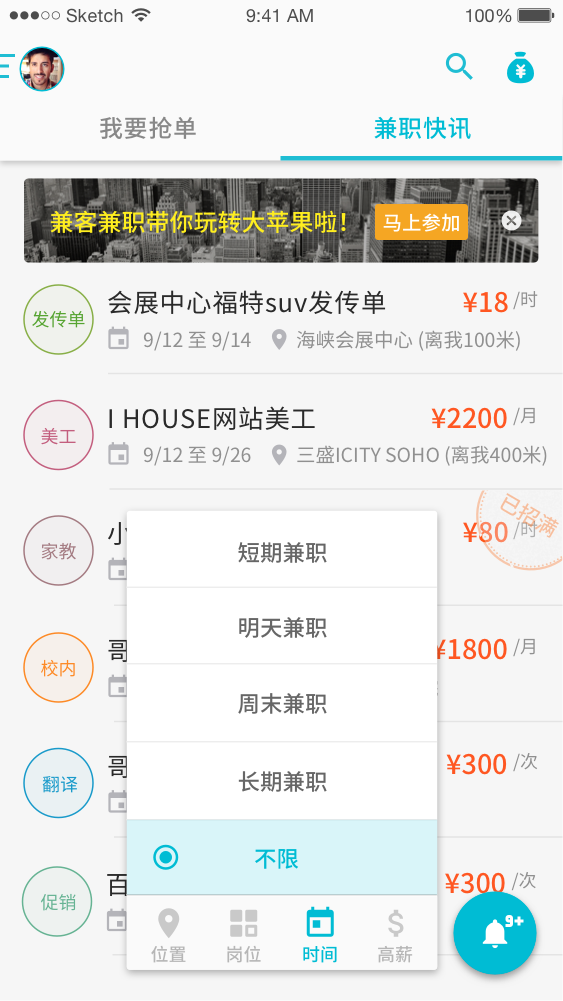 Sketch 9:41 AM 100%
我要抢单 兼职快讯
兼客兼职带你玩转大苹果啦！ 马上参加
发传单 会展中心福特suv发传单 ¥18 /时
9/12 至 9/14 海峡会展中心 (离我100米)
美工 I HOUSE网站美工 ¥2200 /月
9/12 至 9/26 三盛ICITY SOHO (离我400米)
已招满
家教 小 ¥80 /时
校内 哥 ¥1800 /月
翻译 哥 ¥300 /次
促销 百 ¥300 /次
短期兼职
明天兼职
周末兼职
长期兼职
不限
位置 岗位 时间 高薪
9+